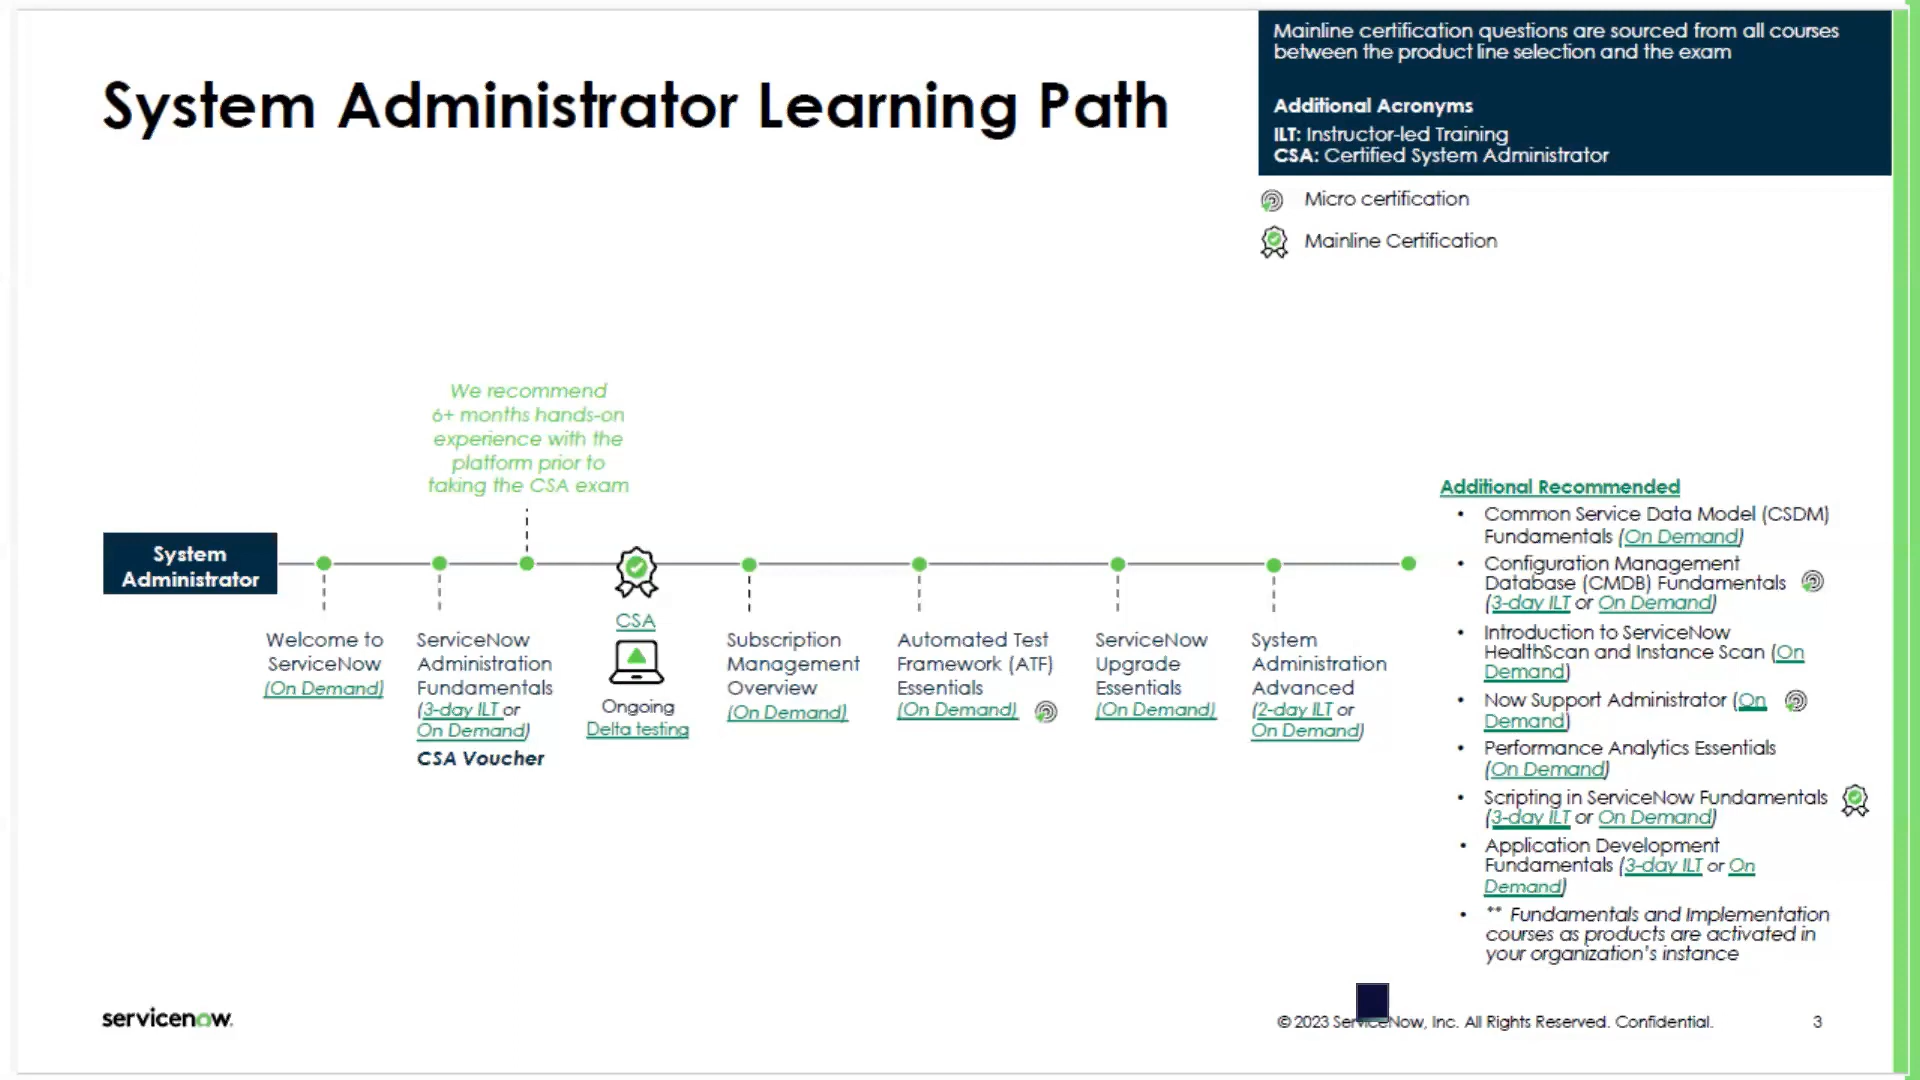 Mainline certification questions are sourced from all courses
between the product line selection and the exam
Additional Acronyms
ILT: Instructor-led Training
CSA: Certified System Administrator
System Administrator Learning Path
Micro certification
Mainline Certification
We recommend
6+ months hands-on
experience with the
platform prior to
taking the CSA exam
System
Administrator
Welcome to
ServiceNow
(On Demand)
ServiceNow
Administration
Fundamentals
(3-day ILT or
On Demand)
CSA Voucher
CSA
Ongoing
Delta testing
Subscription
Management
Overview
(On Demand)
Automated Test
Framework (ATF)
Essentials
(On Demand)
ServiceNow
Upgrade
Essentials
(On Demand)
System
Administration
Advanced
(2-day ILT or
On Demand)
Additional Recommended
• Common Service Data Model (CSDM)
Fundamentals (On Demand)
• Configuration Management
Database (CMDB) Fundamentals
(3-day ILT or On Demand)
• Introduction to ServiceNow
HealthScan and Instance Scan (On
Demand)
• Now Support Administrator (On
Demand)
• Performance Analytics Essentials
(On Demand)
• Scripting in ServiceNow Fundamentals
(3-day ILT or On Demand)
• Application Development
Fundamentals (3-day ILT or On
Demand)
• ** Fundamentals and Implementation
courses as products are activated in
your organization's instance
servicenow.
© 2023 ServiceNow, Inc. All Rights Reserved. Confidential.
3